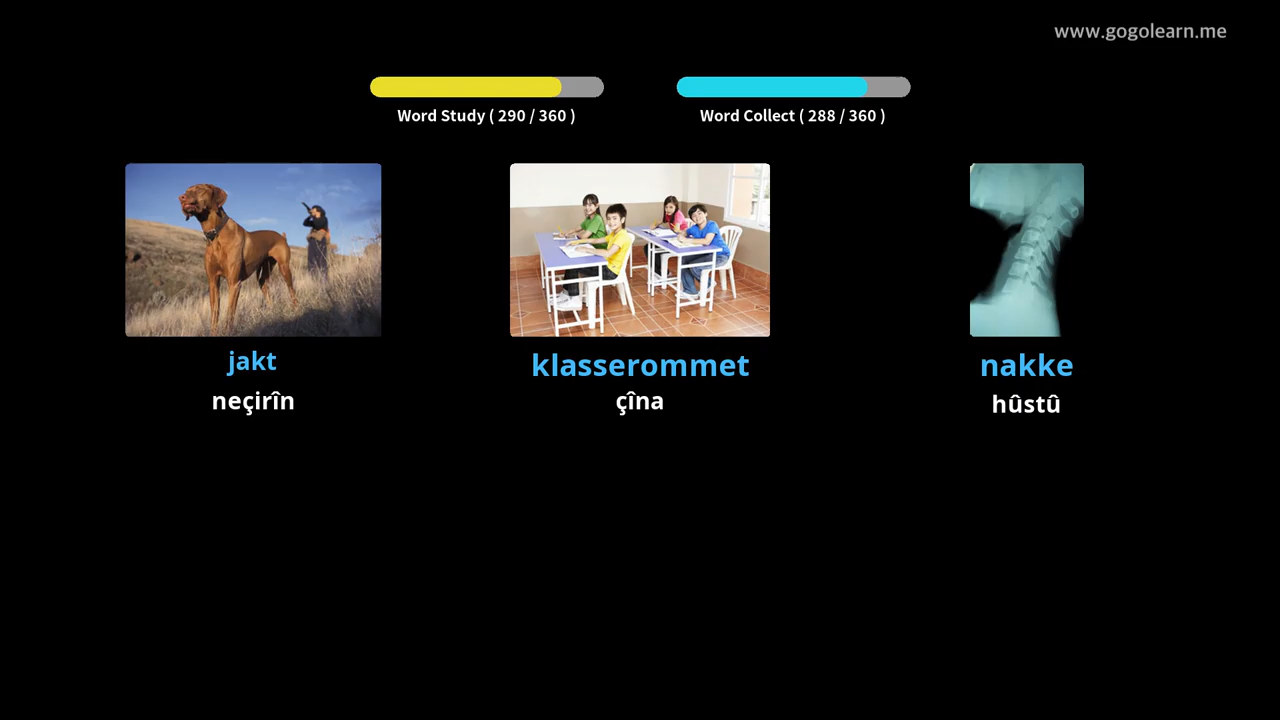 www.gogolearn.me
Word Study ( 290 / 360 )
Word Collect ( 288 / 360 )
jakt
neçirîn
klasserommet
çîna
nakke
hûstû